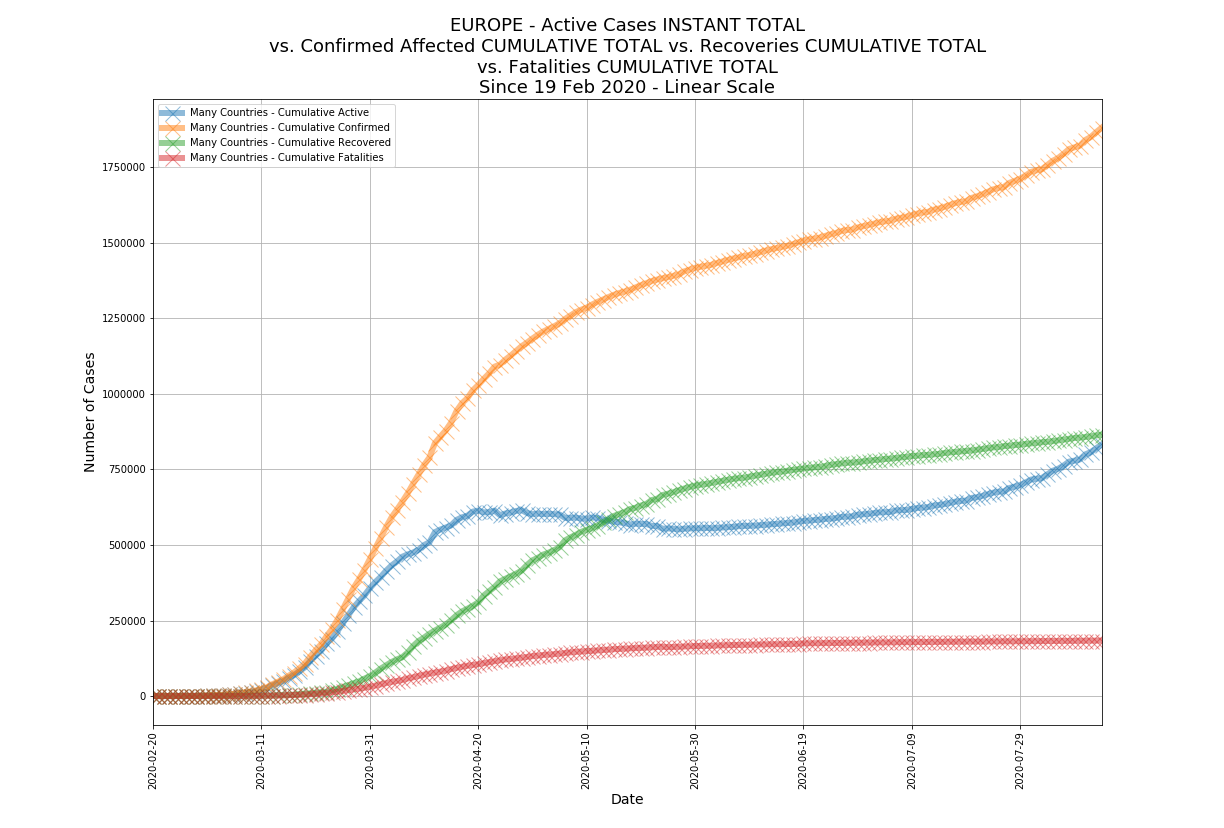 EUROPE - Active Cases INSTANT TOTAL
vs. Confirmed Affected CUMULATIVE TOTAL vs. Recoveries CUMULATIVE TOTAL
vs. Fatalities CUMULATIVE TOTAL
Since 19 Feb 2020 - Linear Scale
Many Countries - Cumulative Active
Many Countries - Cumulative Confirmed
Many Countries - Cumulative Recovered
Many Countries - Cumulative Fatalities
Number of Cases
1750000
1500000
1250000
1000000
750000
500000
250000
0
2020-02-20
2020-03-11
2020-03-31
2020-04-20
2020-05-10
2020-05-30
2020-06-19
2020-07-09
2020-07-29
Date